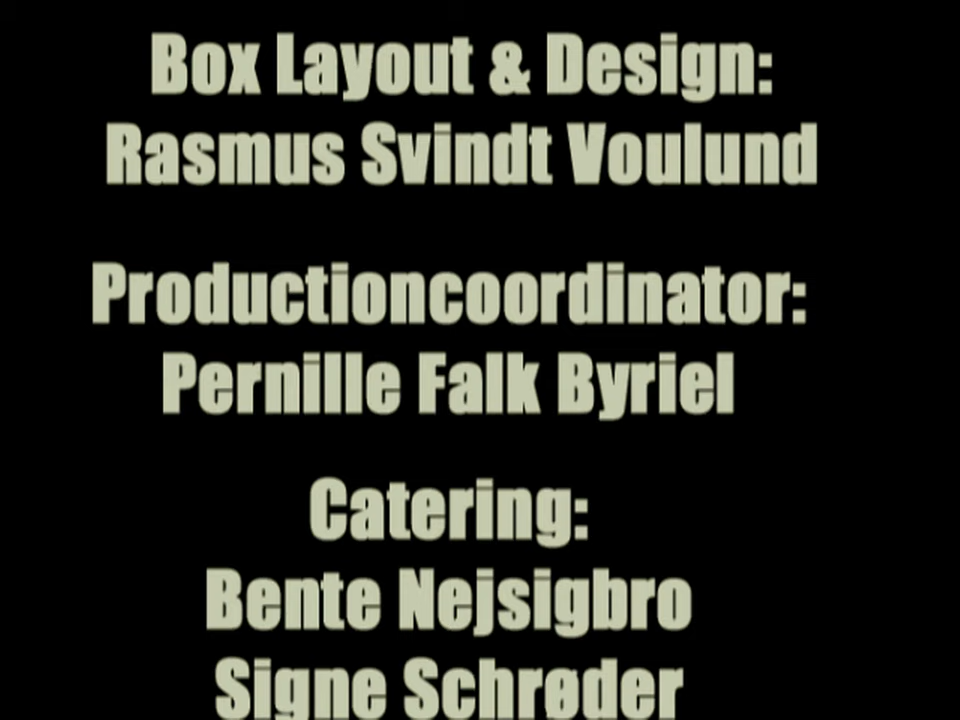 Box Layout & Design:
Rasmus Svindt Voulund
Productioncoordinator:
Pernille Falk Byriel
Catering:
Bente Nejsigbro
Signe Schrøder